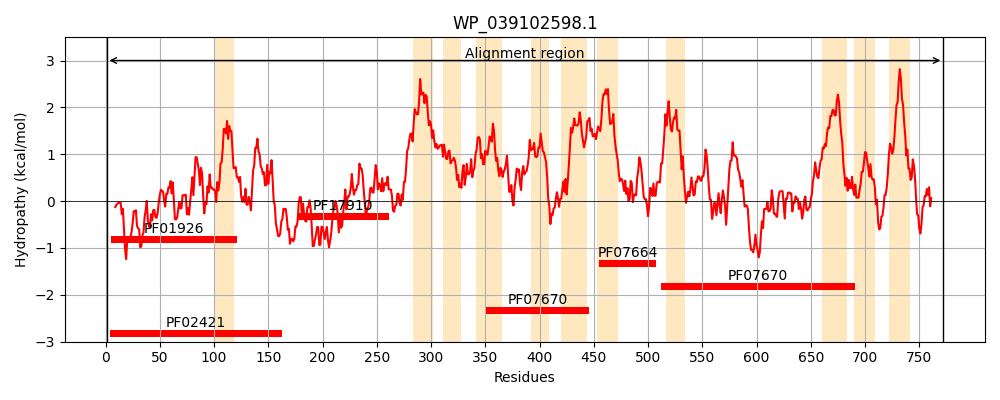 WP_039102598.1
Alignment region
Hydropathy (kcal/mol)
3
2
1
0
−1
−2
−3
PF17910
PF01926
PF07664
PF07670
PF07670
PF02421
0 50 100 150 200 250 300 350 400 450 500 550 600 650 700 750
Residues